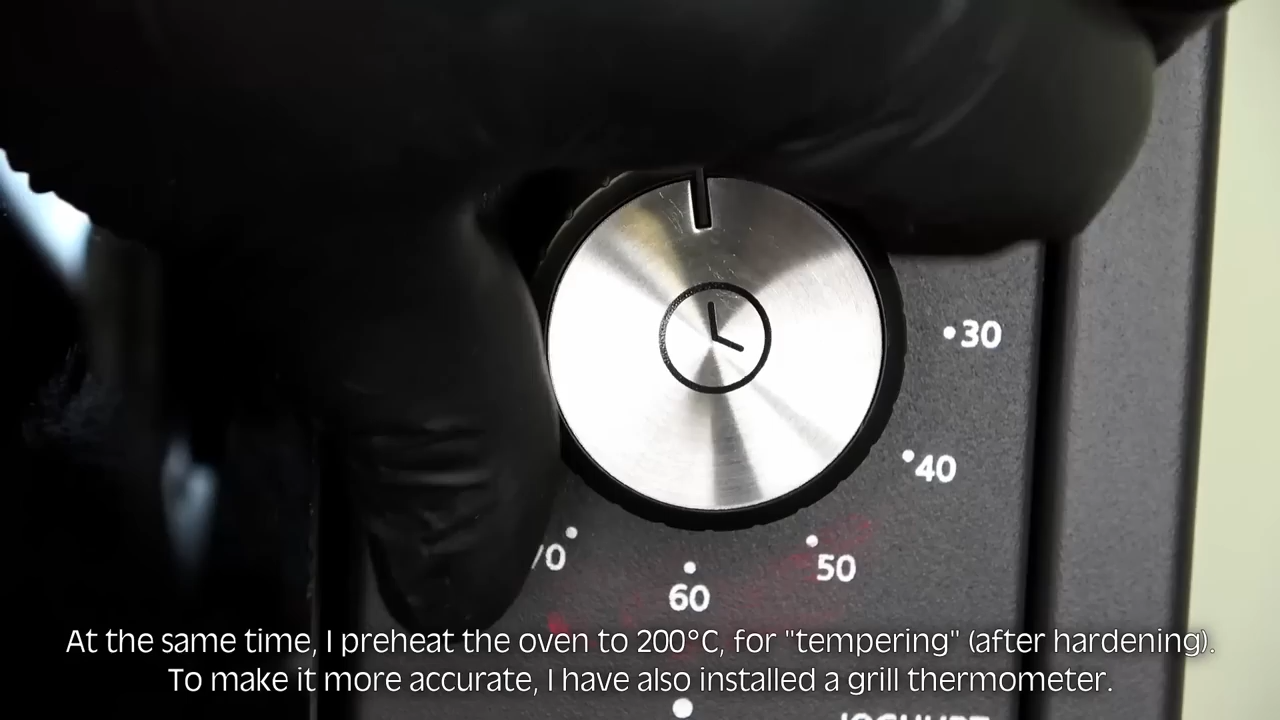 30
40
50
60
At the same time, I preheat the oven to 200°C, for "tempering" (after hardening).
To make it more accurate, I have also installed a grill thermometer.